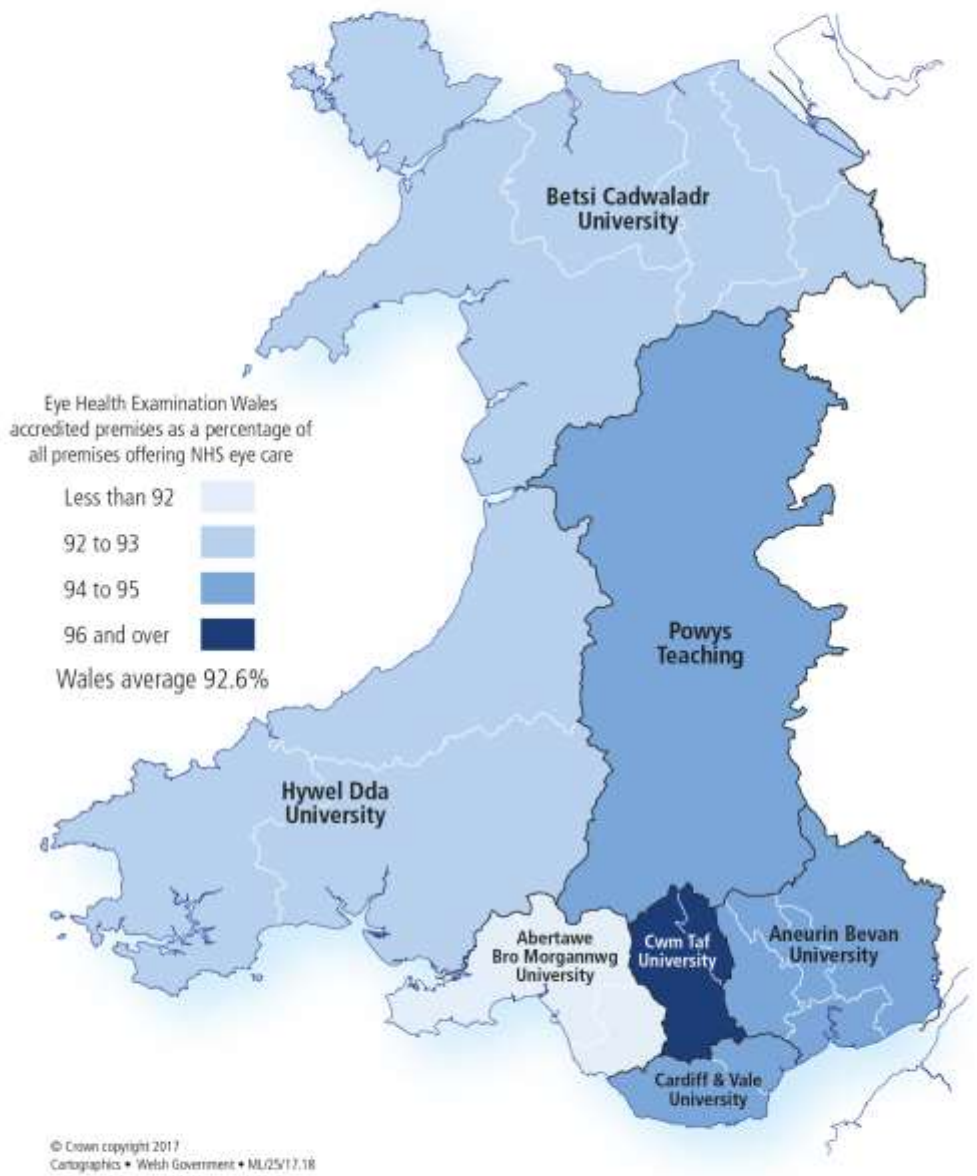 Betsi Cadwaladr
University
Eye Health Examination Wales
accredited premises as a percentage of
all premises offering NHS eye care
Less than 92
92 to 93
94 to 95
96 and over
Wales average 92.6%
Powys
Teaching
Hywel Dda
University
Abertawe
Bro Morgannwg
University
Cwm Taf
University
Aneurin Bevan
University
Cardiff & Vale
University
© Crown copyright 2017
Cartographics • Welsh Government • ML/25/17.18